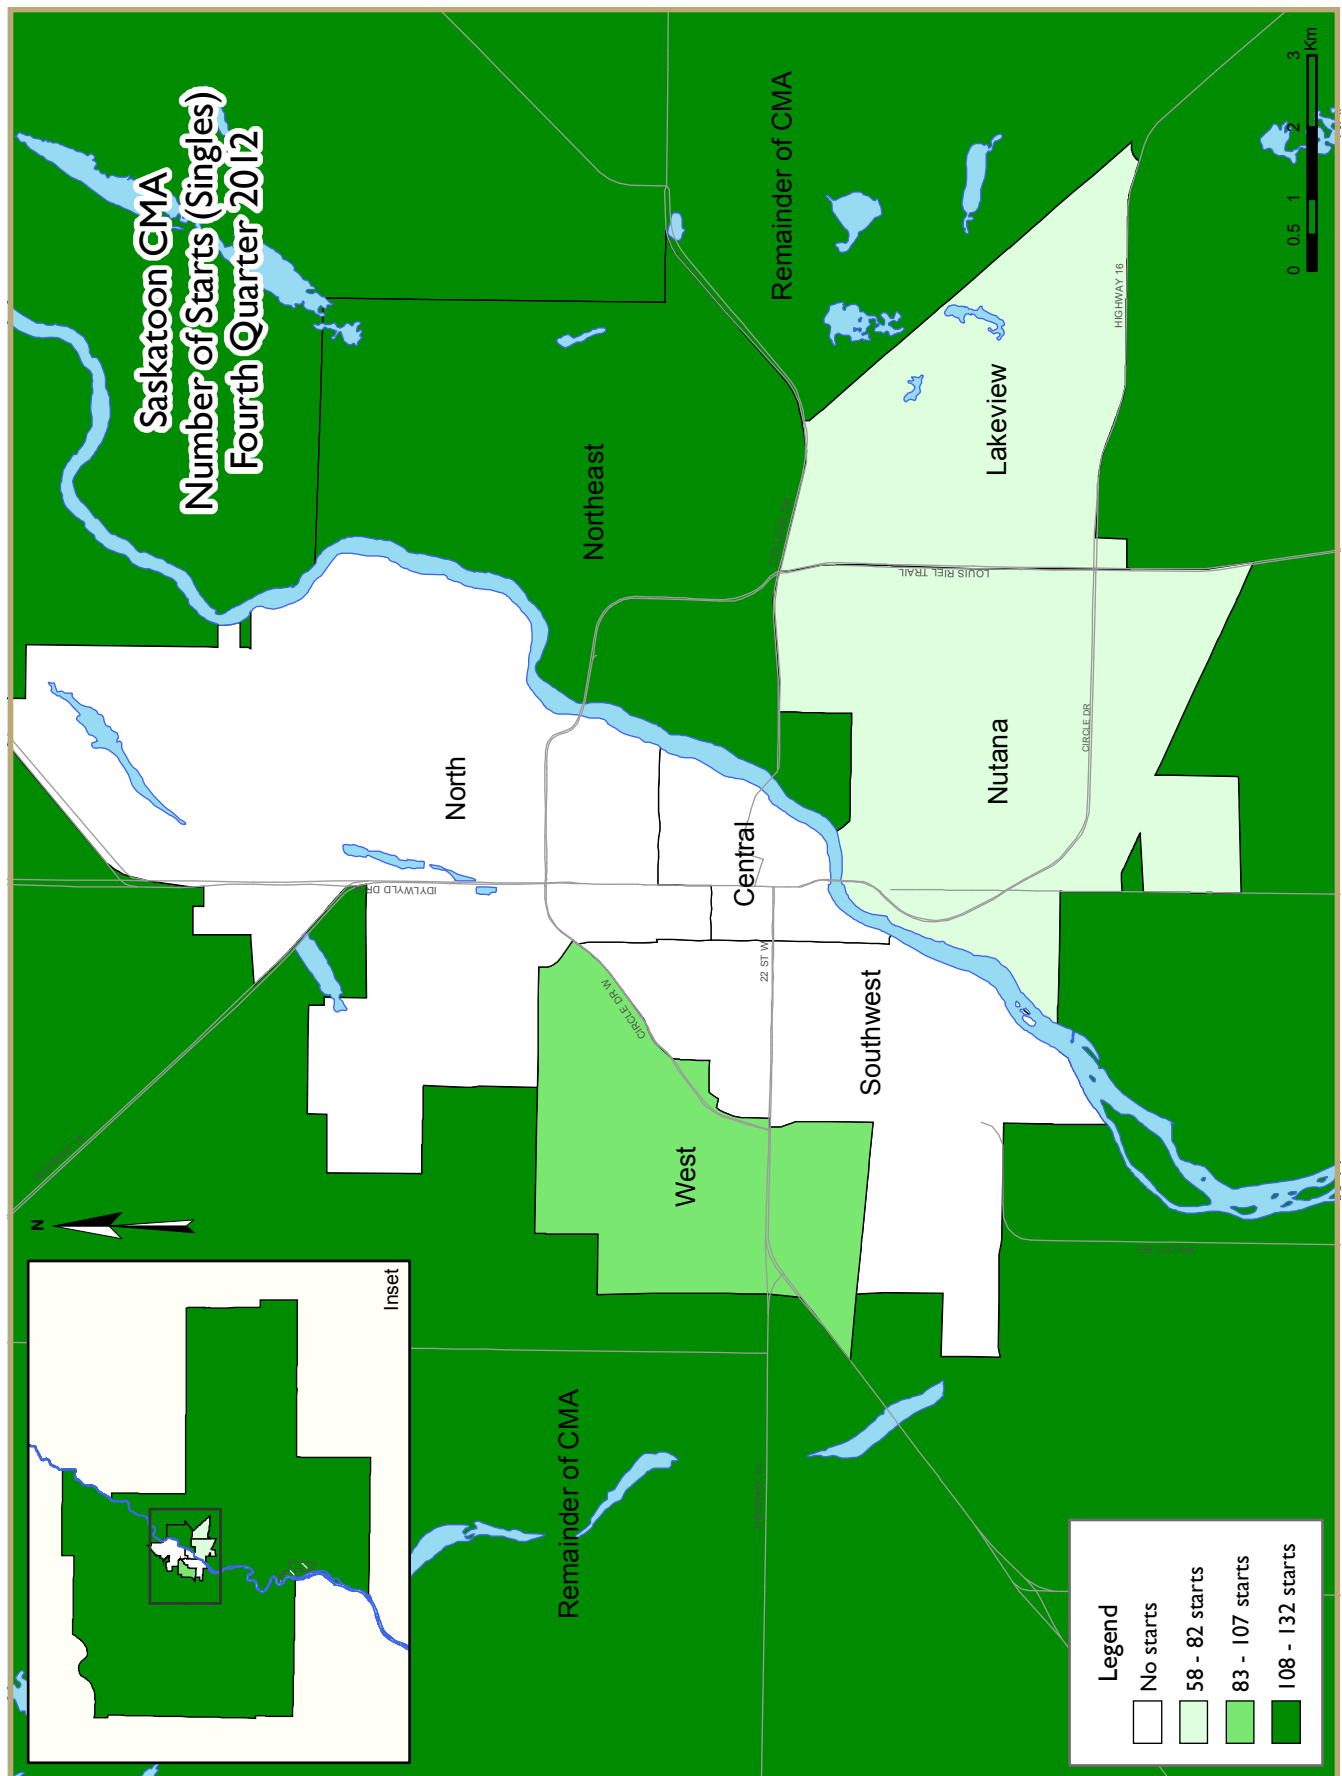 Saskatoon CMA
Number of Starts (Singles)
Fourth Quarter 2012
Inset
N
Remainder of CMA
Remainder of CMA
North
Northeast
Central
West
Southwest
Nutana
Lakeview
IDYLWYLD DR
CIRCLE DR W
22 ST W
CIRCLE DR
LOUIS RIEL TRAIL
HIGHWAY 16
Legend
No starts
58 - 82 starts
83 - 107 starts
108 - 132 starts
0 0.5 1 2 3
Km